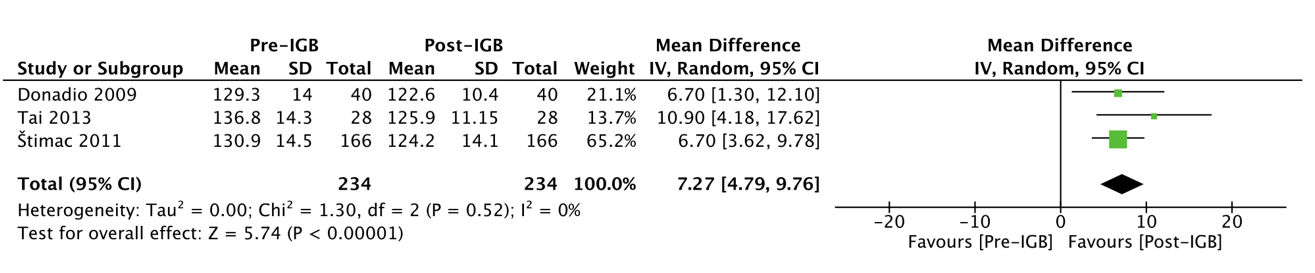 Pre-IGB Post-IGB Mean Difference Mean Difference
Study or Subgroup Mean SD Total Mean SD Total Weight IV, Random, 95% CI IV, Random, 95% CI
Donadio 2009 129.3 14 40 122.6 10.4 40 21.1% 6.70 [1.30, 12.10]
Tai 2013 136.8 14.3 28 125.9 11.15 28 13.7% 10.90 [4.18, 17.62]
Štimac 2011 130.9 14.5 166 124.2 14.1 166 65.2% 6.70 [3.62, 9.78]
Total (95% CI) 234 234 100.0% 7.27 [4.79, 9.76]
Heterogeneity: Tau² = 0.00; Chi² = 1.30, df = 2 (P = 0.52); I² = 0%
Test for overall effect: Z = 5.74 (P < 0.00001)
−20 −10 0 10 20
Favours [Pre-IGB] Favours [Post-IGB]